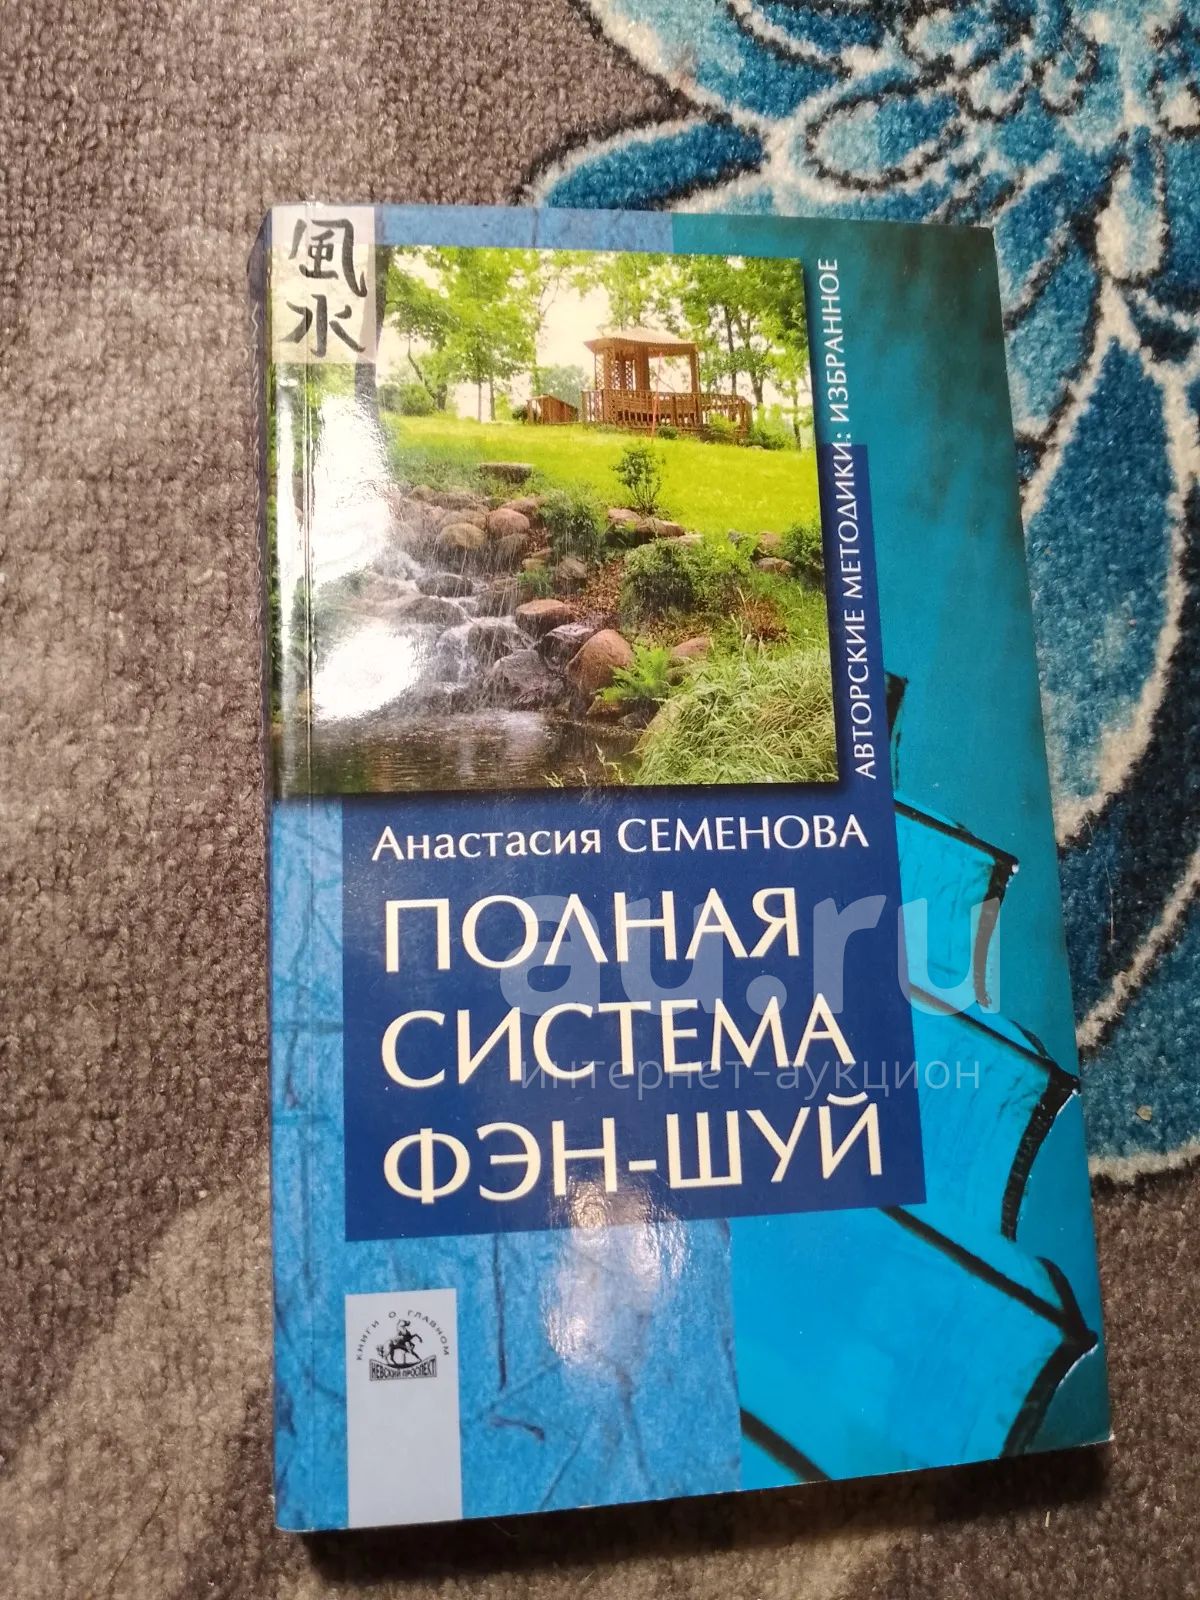 風
水
АВТОРСКИЕ МЕТОДИКИ: ИЗБРАННОЕ
Анастасия СЕМЕНОВА
ПОЛНАЯ
СИСТЕМА
ФЭН-ШУЙ
au.ru
интернет-аукцион
КНИГИ О ГЛАВНОМ
НЕВСКИЙ ПРОСПЕКТ